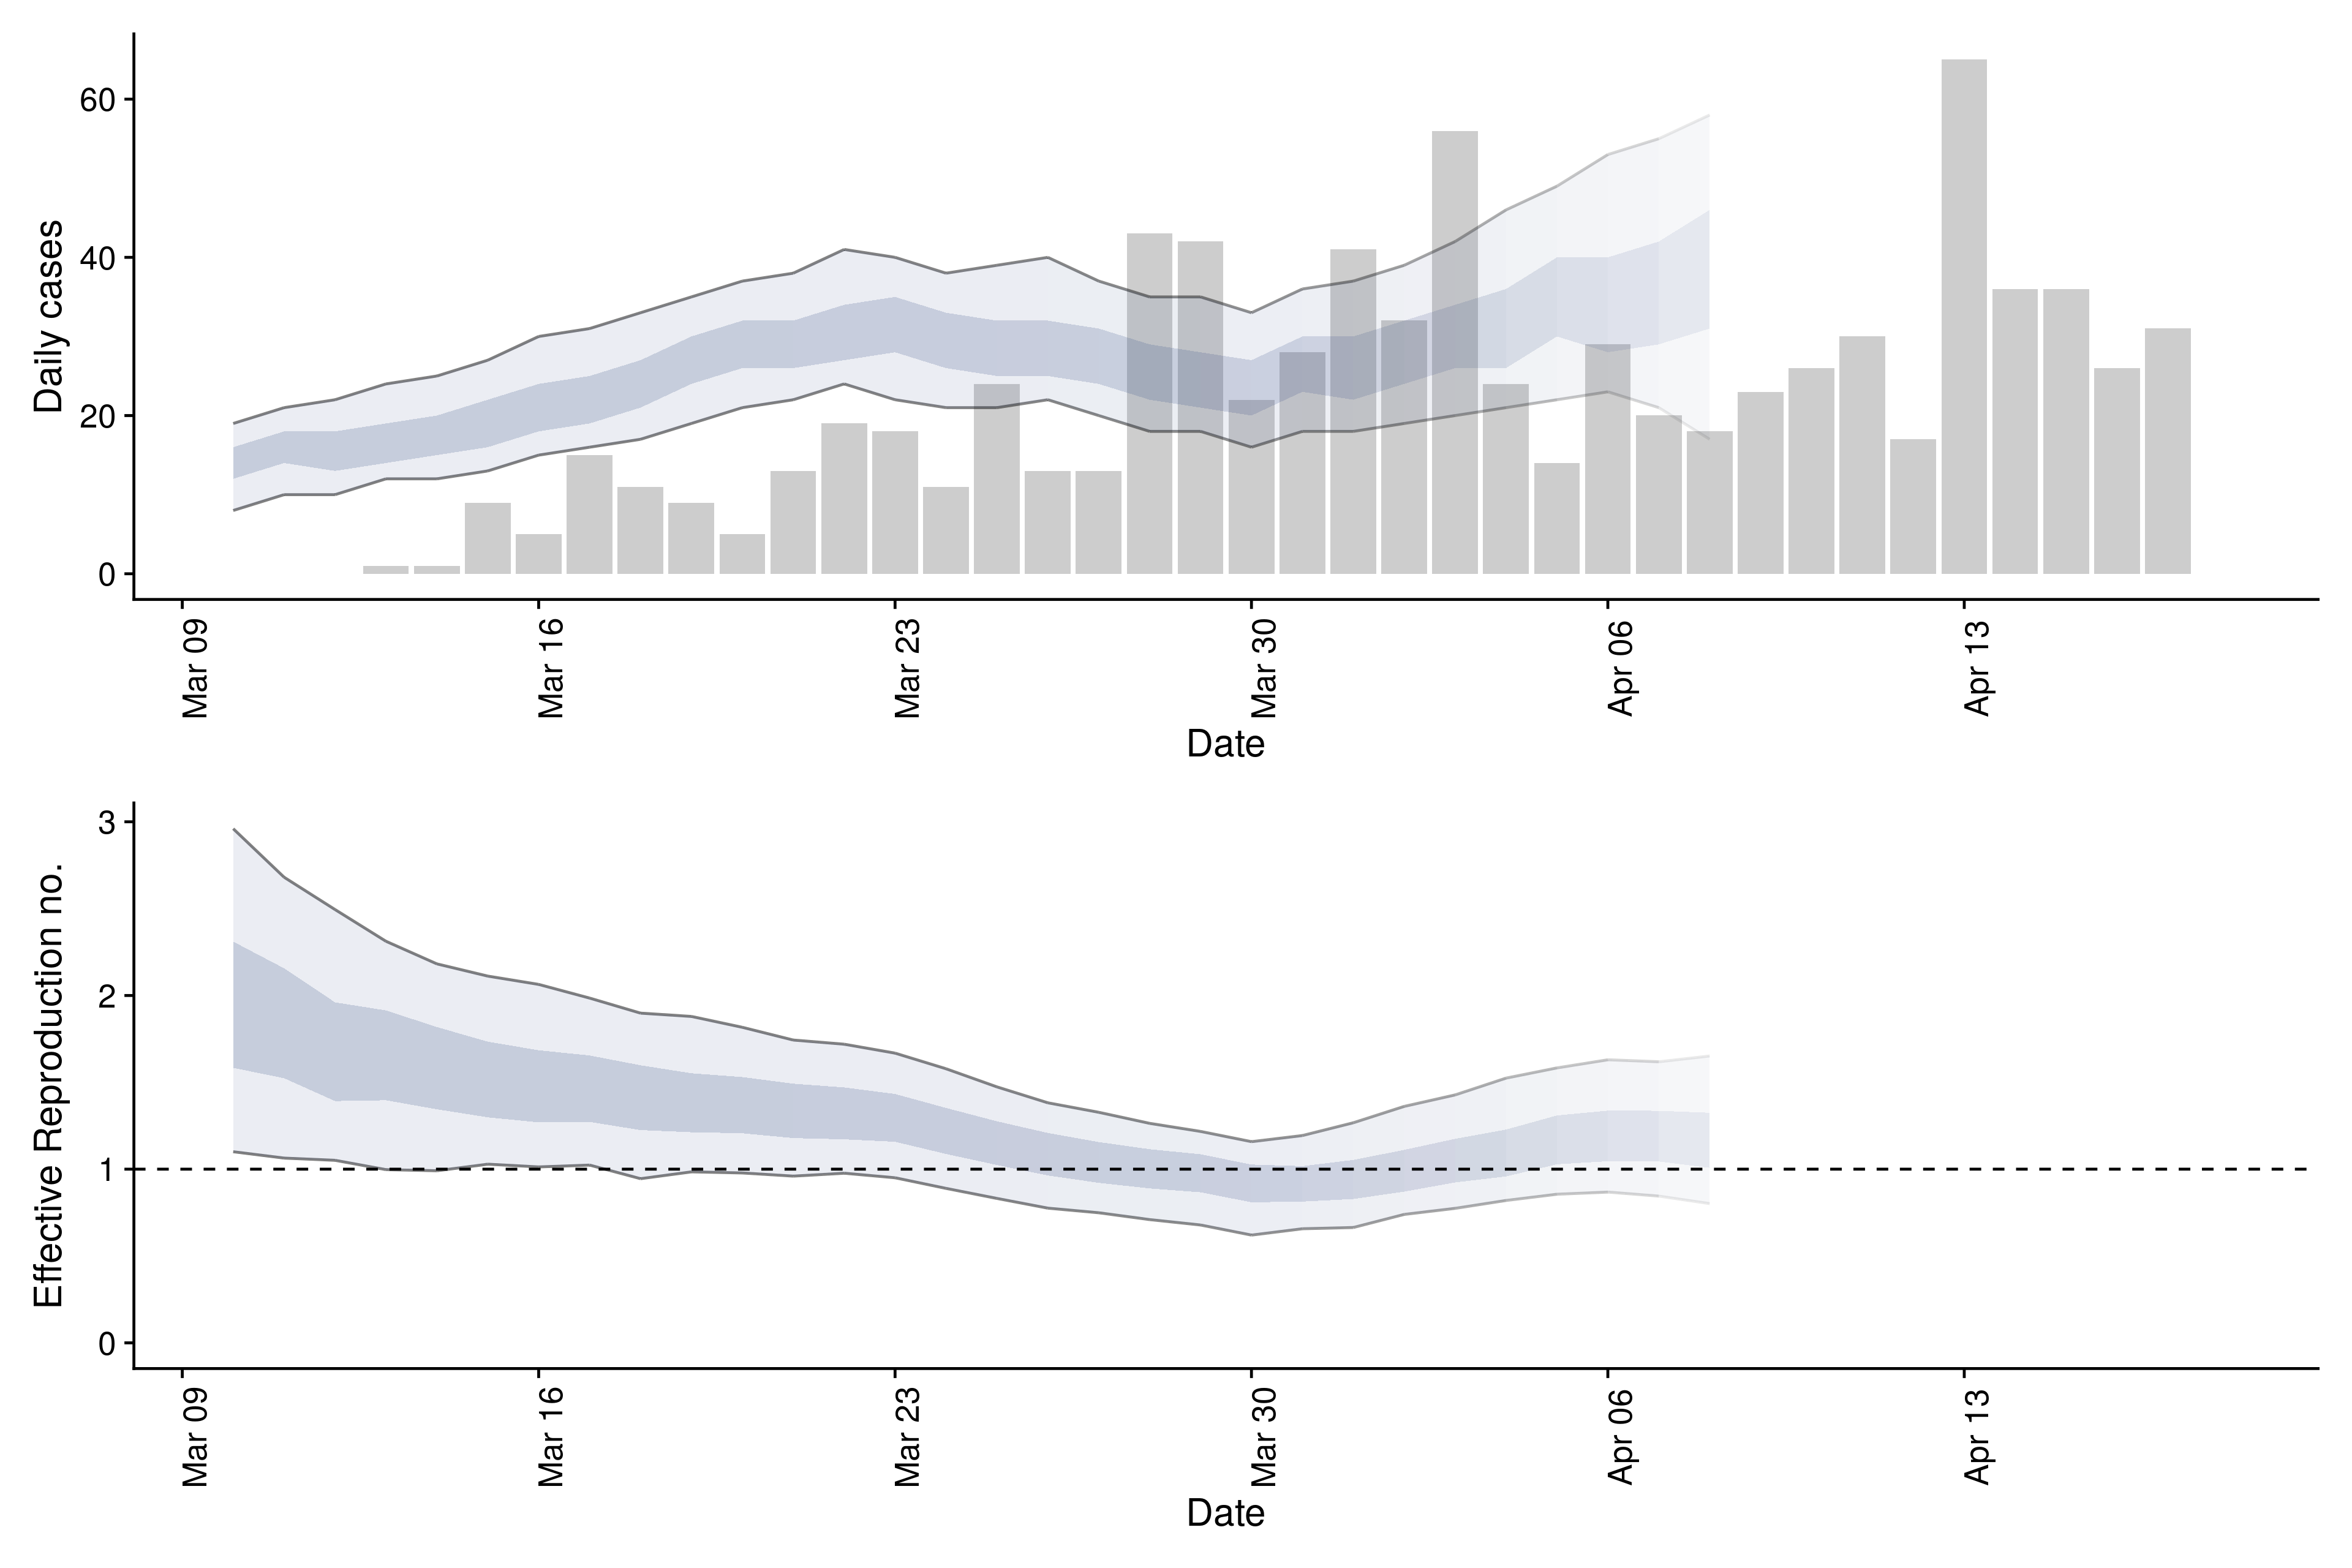 Daily cases
60
40
20
0
Mar 09
Mar 16
Mar 23
Mar 30
Apr 06
Apr 13
Date
Effective Reproduction no.
3
2
1
0
Mar 09
Mar 16
Mar 23
Mar 30
Apr 06
Apr 13
Date